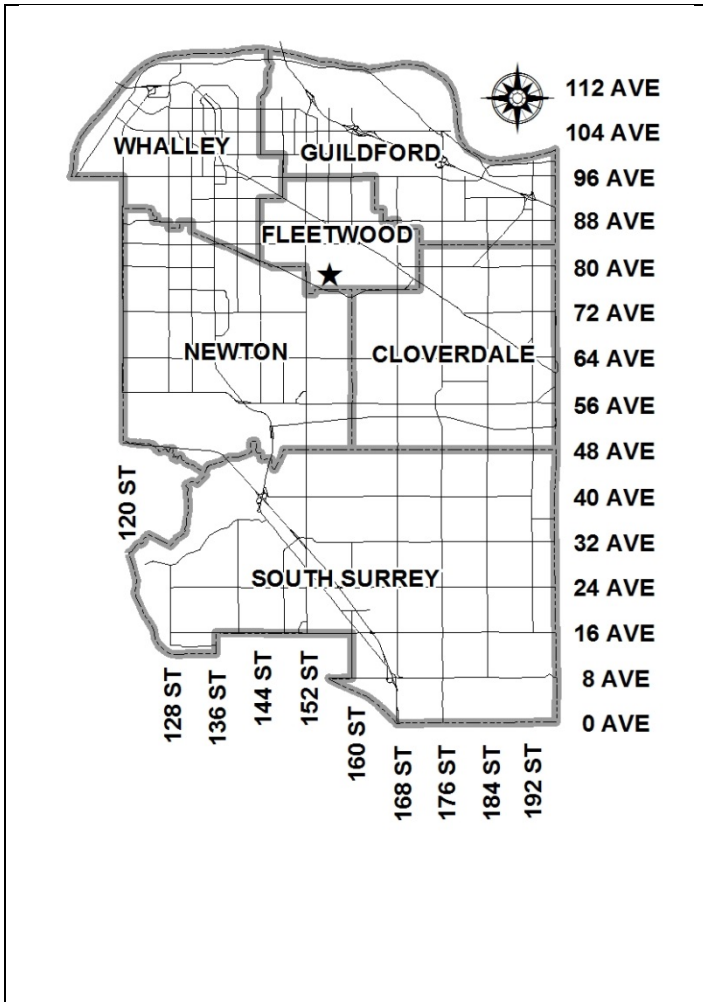 112 AVE
104 AVE
WHALLEY
GUILDFORD
96 AVE
88 AVE
FLEETWOOD
80 AVE
72 AVE
NEWTON
CLOVERDALE
64 AVE
56 AVE
48 AVE
120 ST
40 AVE
32 AVE
SOUTH SURREY
24 AVE
16 AVE
128 ST
136 ST
144 ST
152 ST
8 AVE
160 ST
0 AVE
168 ST
176 ST
184 ST
192 ST